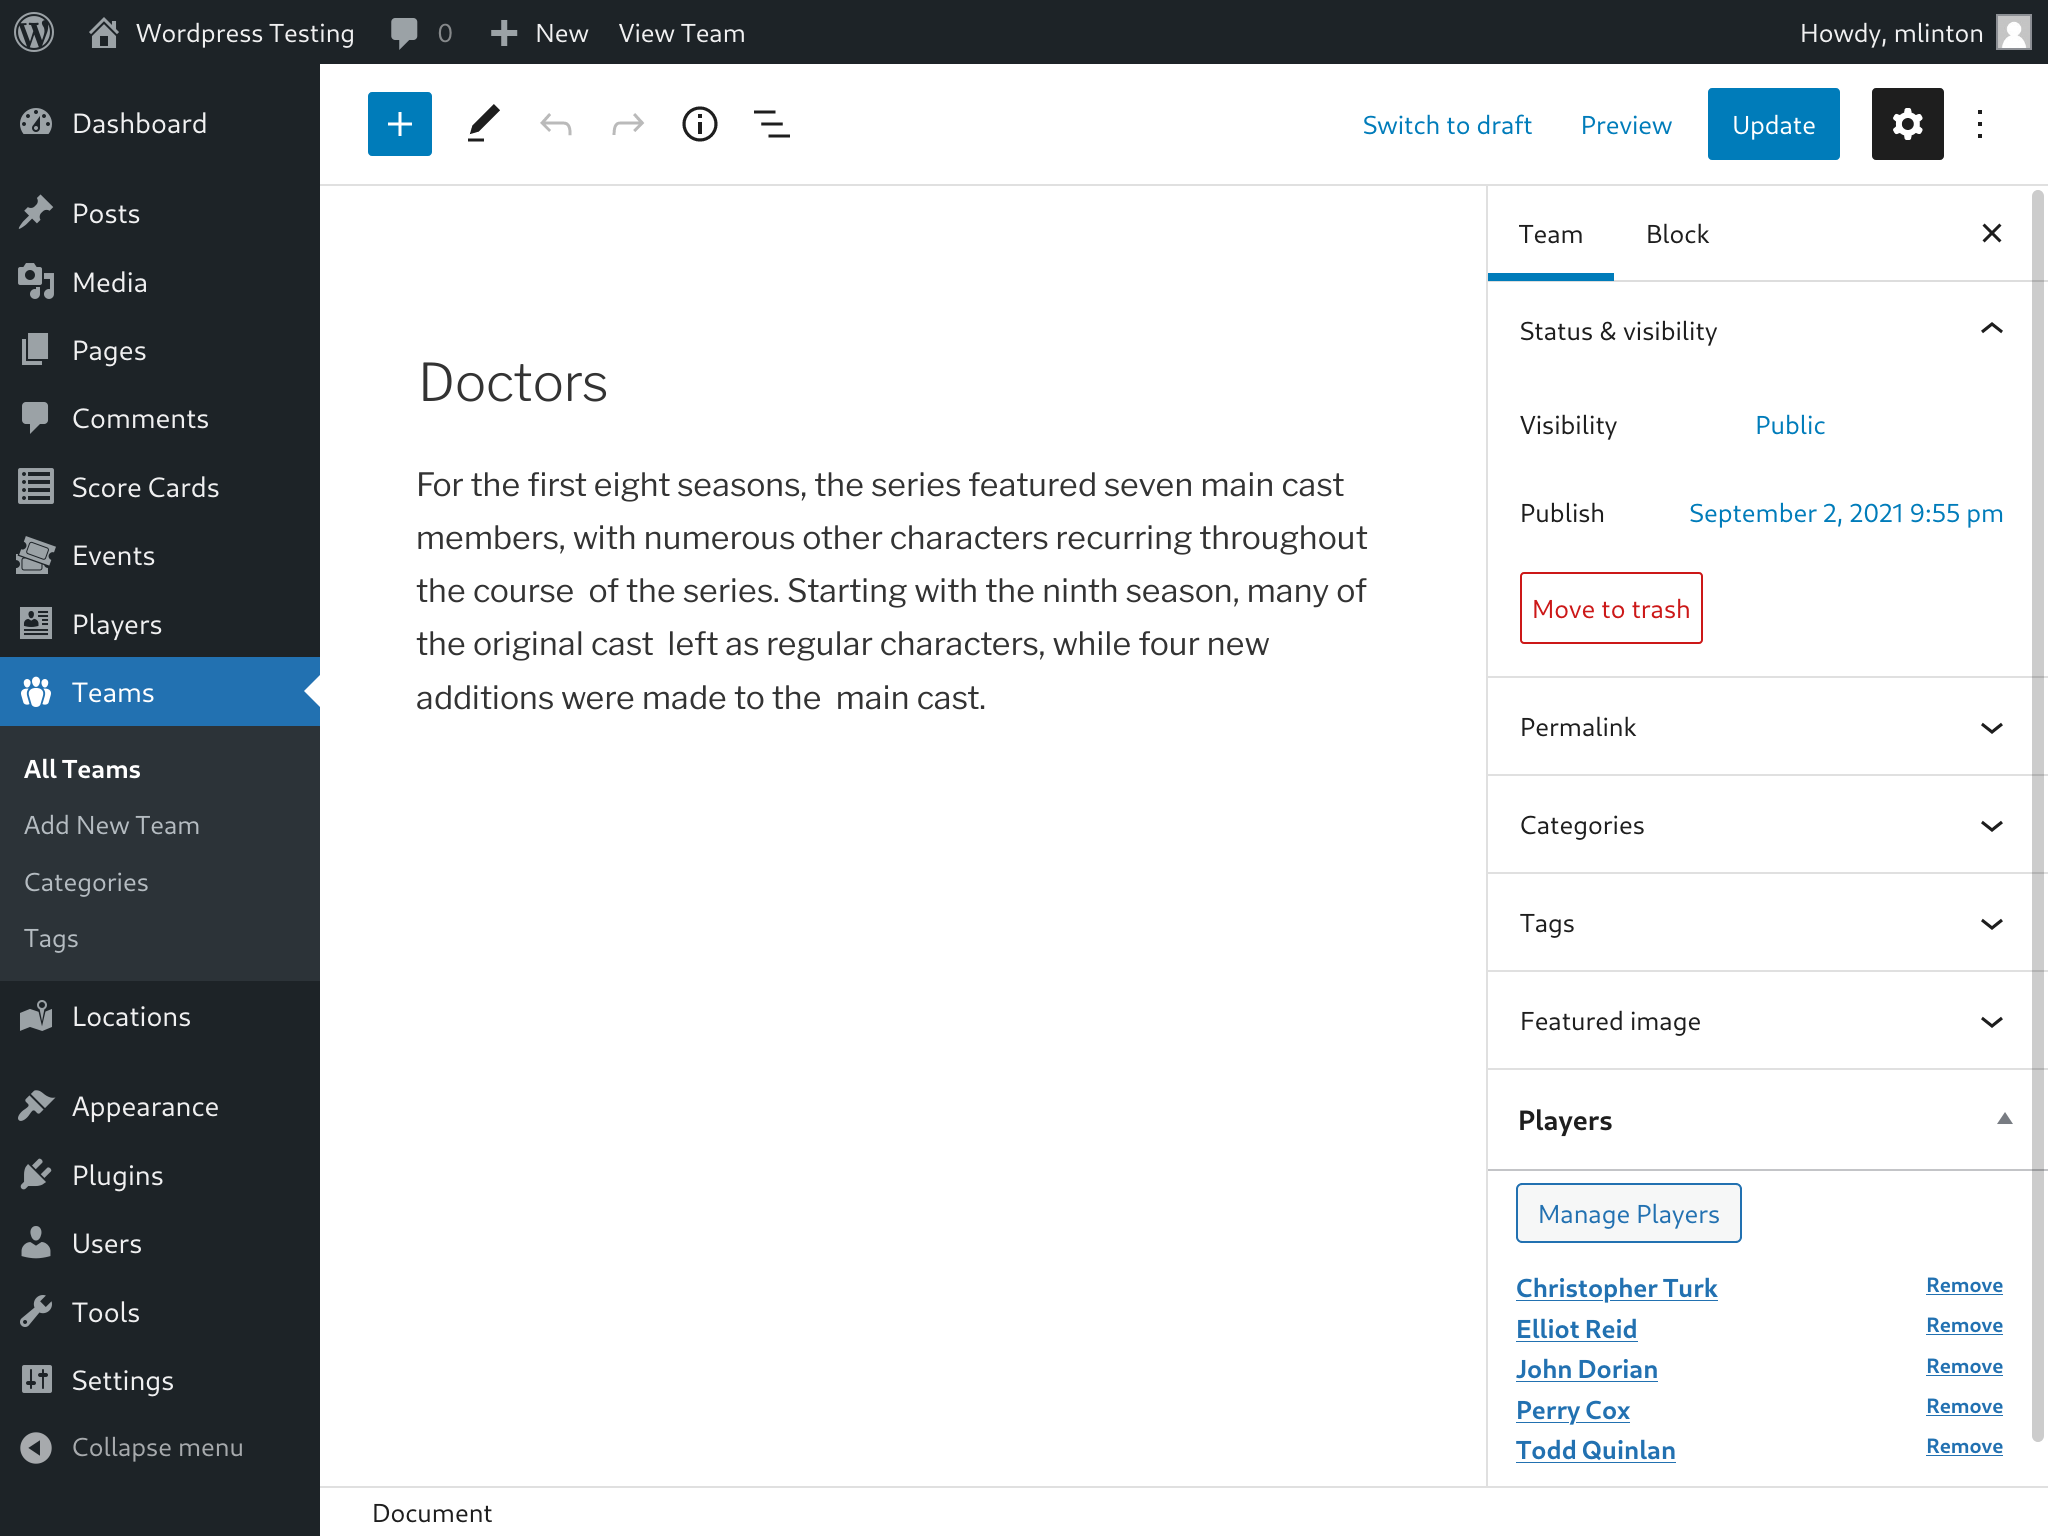 Wordpress Testing 0 New View Team Howdy, mlinton
Dashboard
Posts
Media
Pages
Comments
Score Cards
Events
Players
Teams
All Teams
Add New Team
Categories
Tags
Locations
Appearance
Plugins
Users
Tools
Settings
Collapse menu
Switch to draft Preview Update
Doctors
For the first eight seasons, the series featured seven main cast
members, with numerous other characters recurring throughout
the course  of the series. Starting with the ninth season, many of
the original cast  left as regular characters, while four new
additions were made to the  main cast.
Team Block
Status & visibility
Visibility Public
Publish September 2, 2021 9:55 pm
Move to trash
Permalink
Categories
Tags
Featured image
Players
Manage Players
Christopher Turk Remove
Elliot Reid Remove
John Dorian Remove
Perry Cox Remove
Todd Quinlan Remove
Document